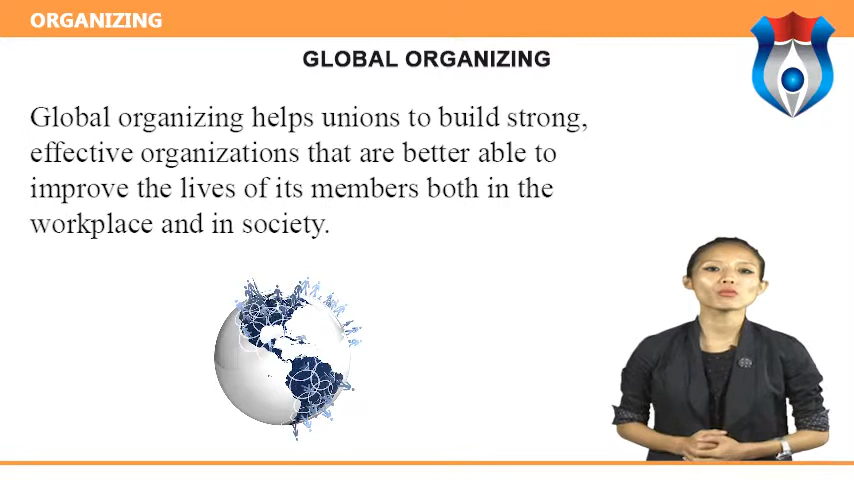 ORGANIZING
GLOBAL ORGANIZING
Global organizing helps unions to build strong,
effective organizations that are better able to
improve the lives of its members both in the
workplace and in society.